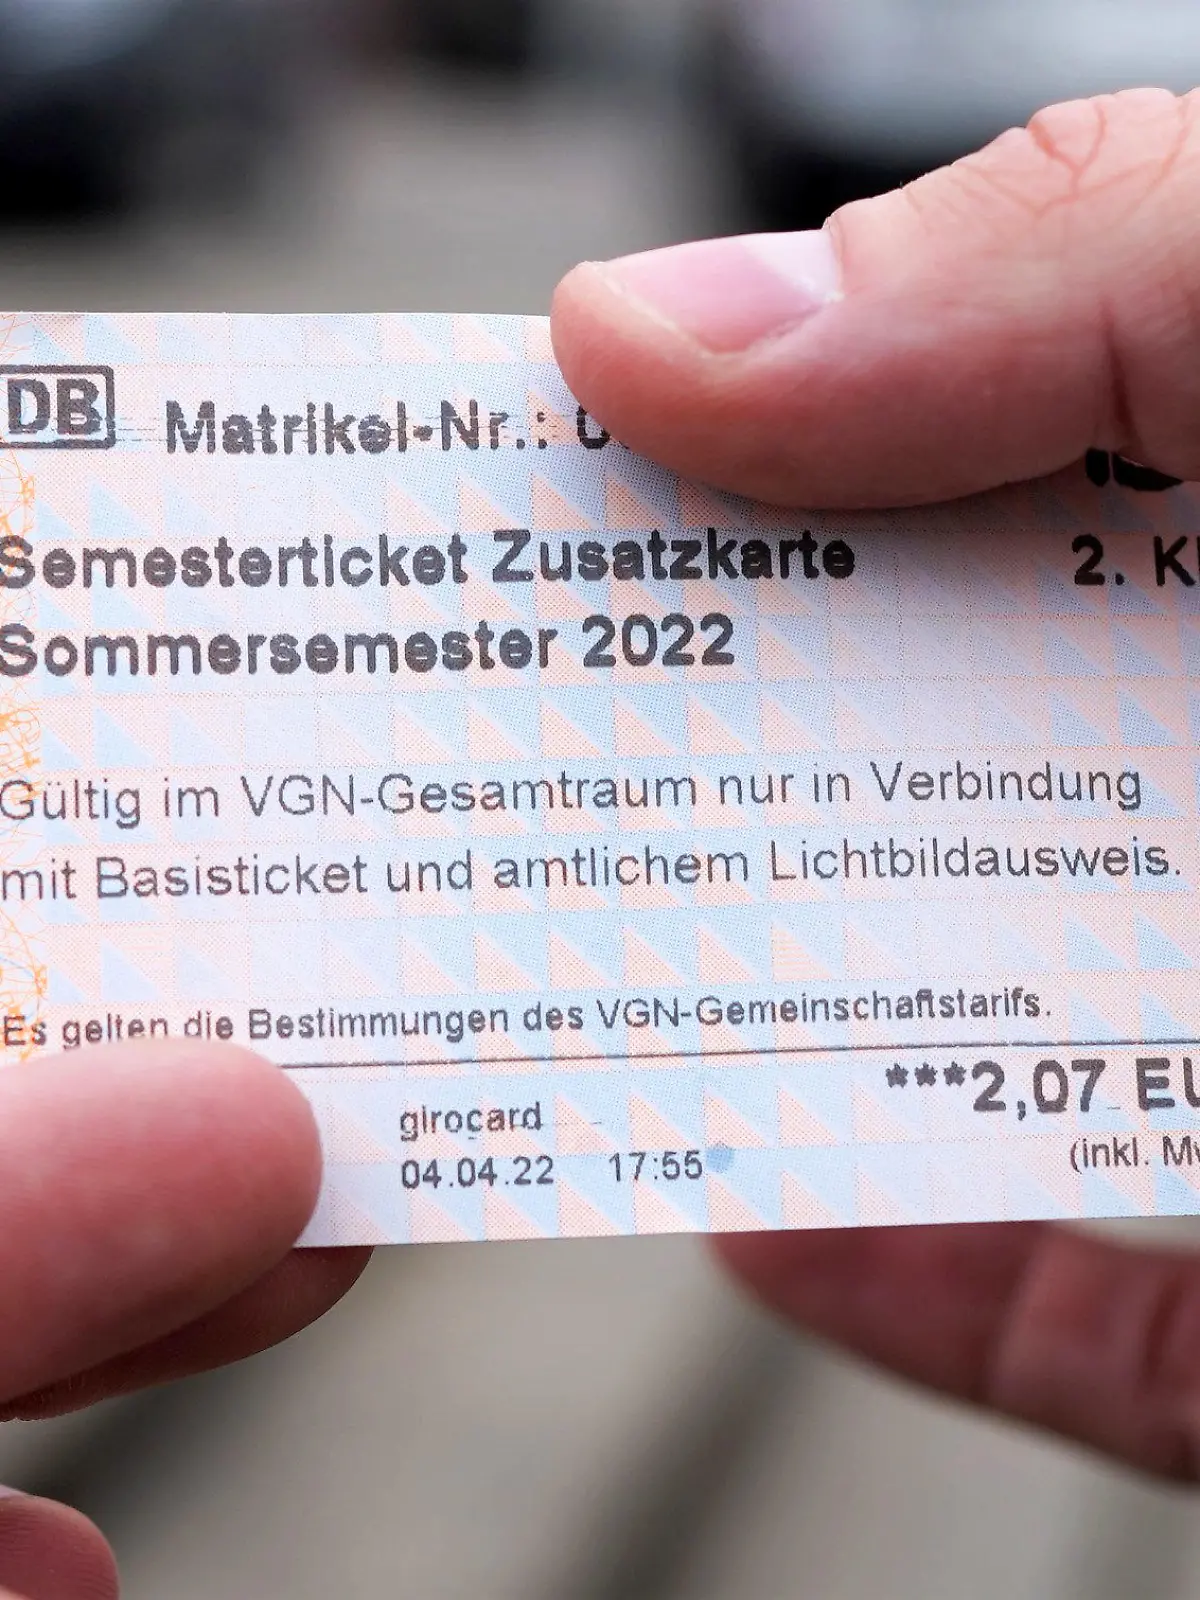 DB Matrikel-Nr.:
Semesterticket Zusatzkarte 2.
Sommersemester 2022
Gültig im VGN-Gesamtraum nur in Verbindung
mit Basisticket und amtlichem Lichtbildausweis.
Es gelten die Bestimmungen des VGN-Gemeinschaftstarifs.
***2,07
girocard
(inkl.
04.04.22 17:55